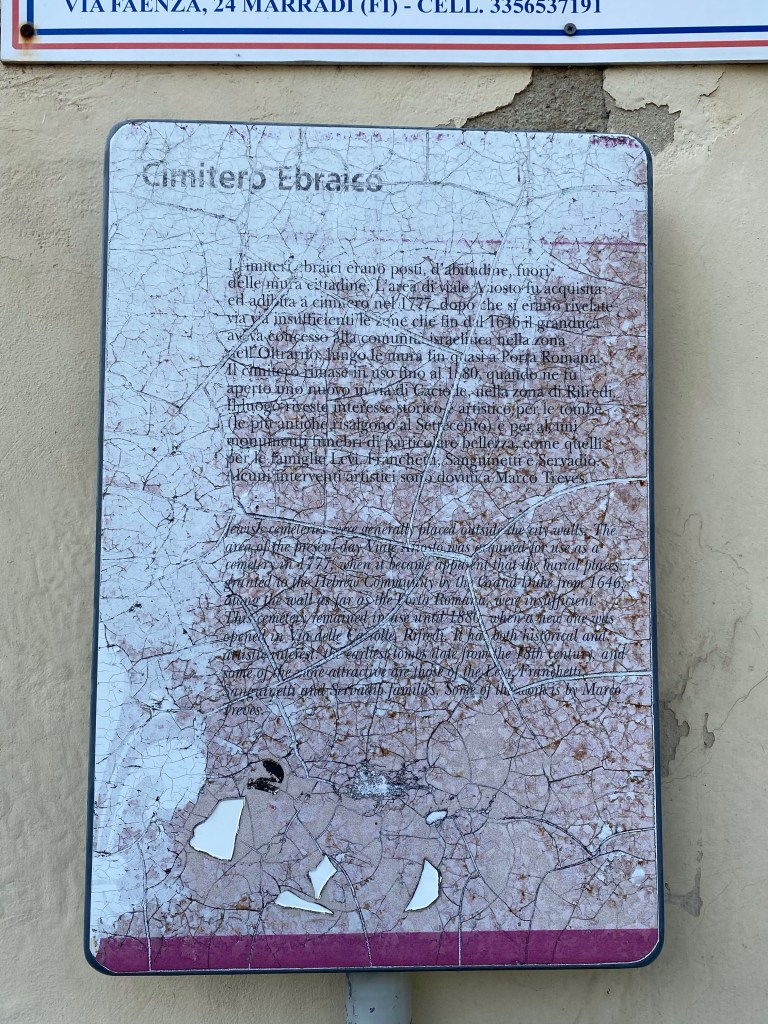 VIA FAENZA, 24 MARRADI (FI) - CELL. 3356537191
Cimitero Ebraico
I cimiteri ebraici erano posti, d'abitudine, fuori
delle mura cittadine. L'area di viale Ariosto fu acquisita
ed adibita a cimitero nel 1777, dopo che si erano rivelate
via via insufficienti le zone che fin dal 1646 il granduca
aveva concesso alla comunità israelitica nella zona
dell'Oltrarno, lungo le mura fin quasi a Porta Romana.
Il cimitero rimase in uso fino al 1880, quando ne fu
aperto uno nuovo in via di Caciolle, nella zona di Rifredi.
Il luogo riveste interesse storico e artistico per le tombe
(le più antiche risalgono al Settecento) e per alcuni
monumenti funebri di particolare bellezza, come quelli
per le famiglie Levi, Franchetti, Sanguinetti e Servadio.
Alcuni interventi artistici sono dovuti a Marco Treves.
Jewish cemeteries were generally placed outside the city walls. The
area of the present-day Viale Ariosto was acquired for use as a
cemetery in 1777, when it became apparent that the burial places
granted to the Hebrew Community by the Grand Duke from 1646,
along the wall as far as the Porta Romana, were insufficient.
This cemetery remained in use until 1880, when a new one was
opened in Via delle Caciolle, Rifredi. It has both historical and
artistic interest: the earliest tombs date from the 18th century, and
some of the more attractive are those of the Levi, Franchetti,
Sanguinetti and Servadio families. Some of the work is by Marco
Treves.